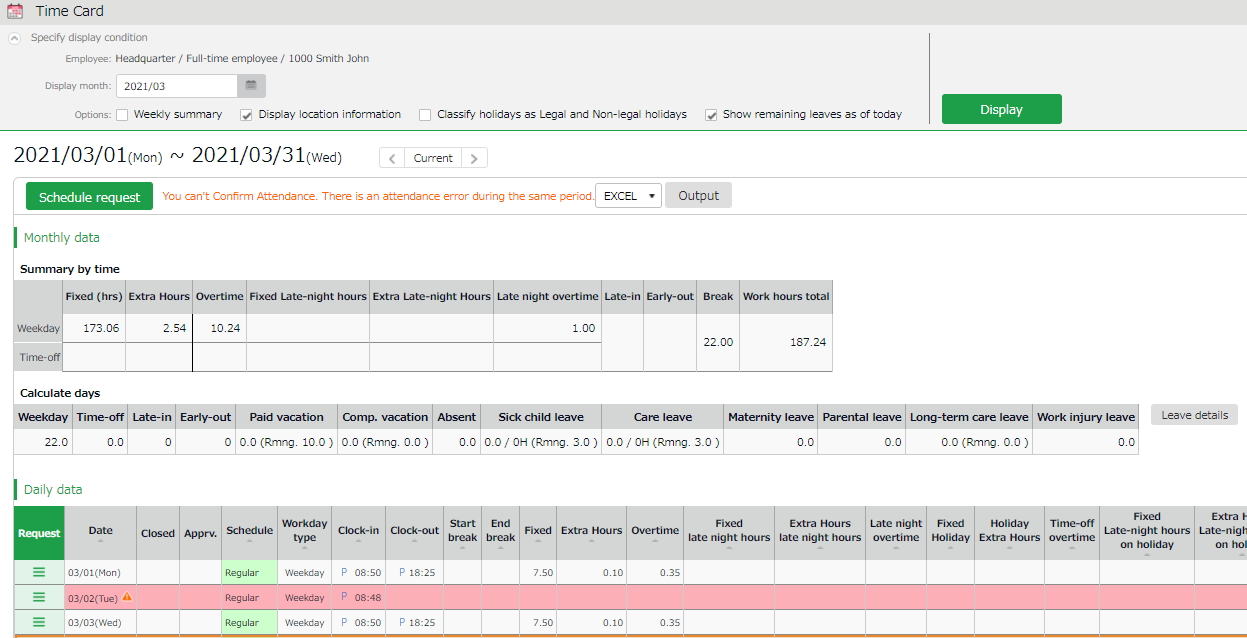 Time Card
Specify display condition
Employee: Headquarter / Full-time employee / 1000 Smith John
Display month: 2021/03
Options: Weekly summary Display location information Classify holidays as Legal and Non-legal holidays Show remaining leaves as of today
Display
2021/03/01(Mon) ~ 2021/03/31(Wed) Current
Schedule request You can't Confirm Attendance. There is an attendance error during the same period. EXCEL Output
Monthly data
Summary by time
Fixed (hrs) Extra Hours Overtime Fixed Late-night hours Extra Late-night Hours Late night overtime Late-in Early-out Break Work hours total
Weekday 173.06 2.54 10.24 1.00
22.00 187.24
Time-off
Calculate days
Weekday Time-off Late-in Early-out Paid vacation Comp. vacation Absent Sick child leave Care leave Maternity leave Parental leave Long-term care leave Work injury leave Leave details
22.0 0.0 0 0 0.0 (Rmng. 10.0 ) 0.0 (Rmng. 0.0 ) 0.0 0.0 / 0H (Rmng. 3.0 ) 0.0 / 0H (Rmng. 3.0 ) 0.0 0.0 0.0 (Rmng. 0.0 ) 0.0
Daily data
Request Date Closed Apprv. Schedule Workday type Clock-in Clock-out Start break End break Fixed Extra Hours Overtime Fixed late night hours Extra Hours late night hours Late night overtime Fixed Holiday Holiday Extra Hours Time-off overtime Fixed Late-night hours on holiday Extra H Late-nigh on hol
03/01(Mon) Regular Weekday P 08:50 P 18:25 7.50 0.10 0.35
03/02(Tue) Regular Weekday P 08:48
03/03(Wed) Regular Weekday P 08:50 P 18:25 7.50 0.10 0.35